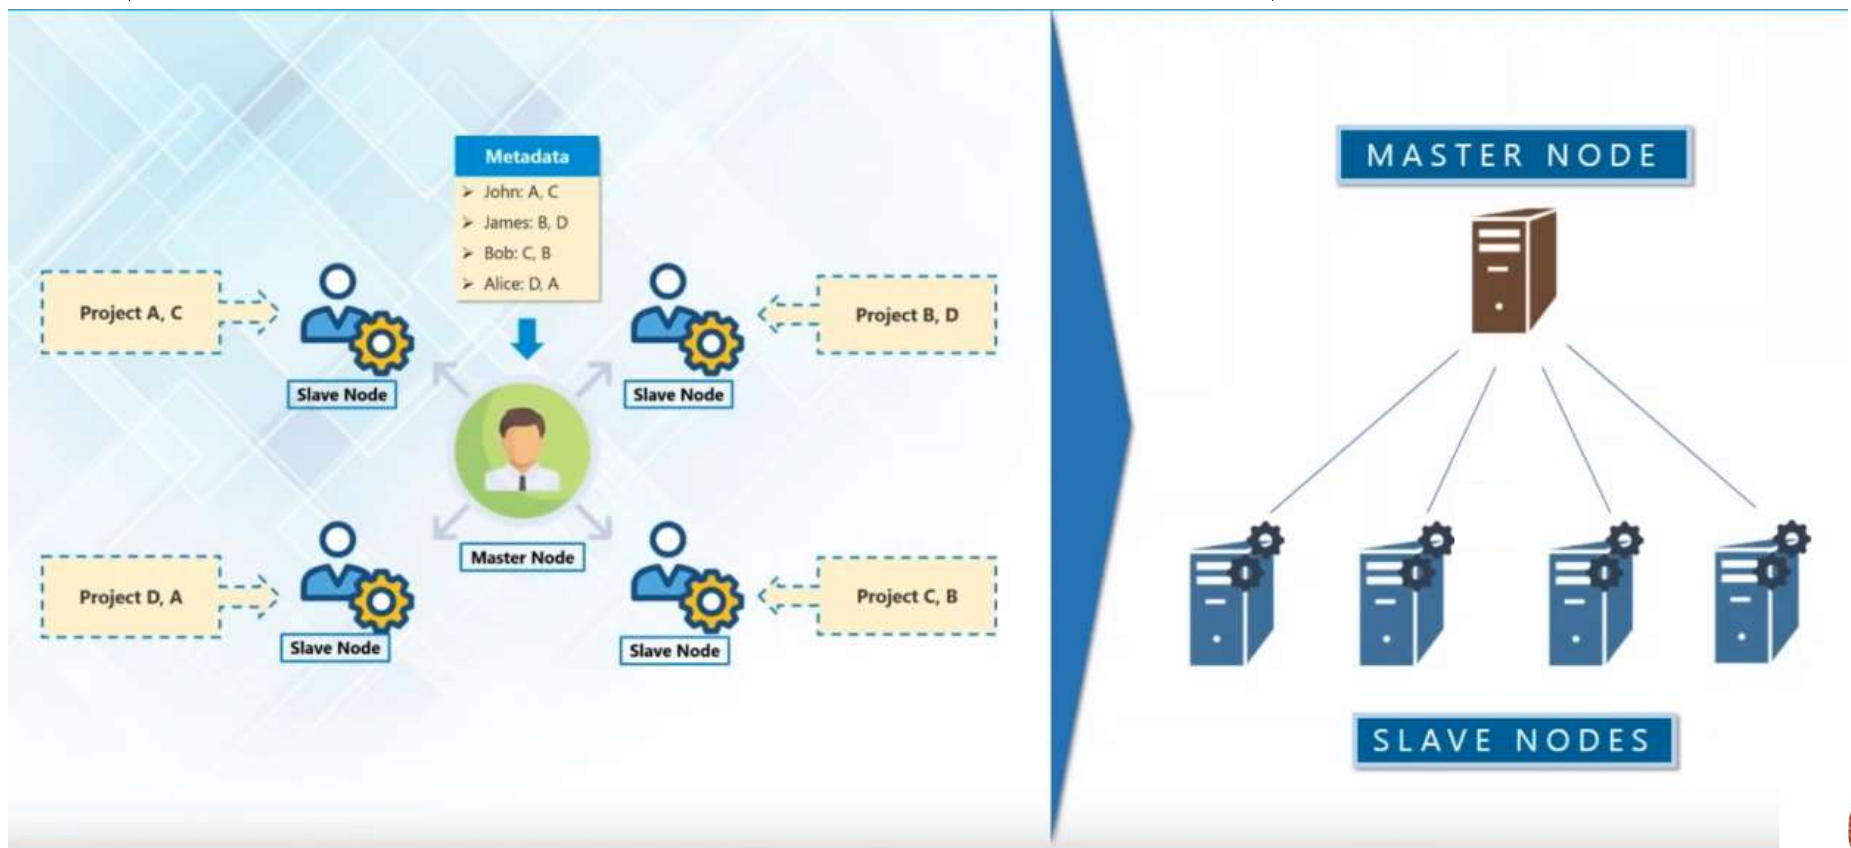 Metadata
➢ John: A, C
➢ James: B, D
➢ Bob: C, B
➢ Alice: D, A
Project A, C
Slave Node
Project B, D
Slave Node
Master Node
Project D, A
Slave Node
Project C, B
Slave Node
MASTER NODE
SLAVE NODES